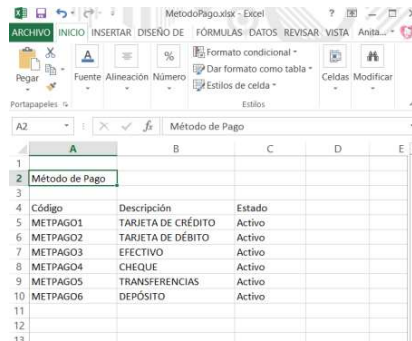 MetodoPago.xlsx - Excel
ARCHIVO INICIO INSERTAR DISEÑO DE FÓRMULAS DATOS REVISAR VISTA Anita...
Pegar Fuente Alineación Número Formato condicional Celdas Modificar
Dar formato como tabla
Estilos de celda
Portapapeles Estilos
A2 fx Método de Pago
A B C D E
1
2 Método de Pago
3
4 Código Descripción Estado
5 METPAGO1 TARJETA DE CRÉDITO Activo
6 METPAGO2 TARJETA DE DÉBITO Activo
7 METPAGO3 EFECTIVO Activo
8 METPAGO4 CHEQUE Activo
9 METPAGO5 TRANSFERENCIAS Activo
10 METPAGO6 DEPÓSITO Activo
11
12
13